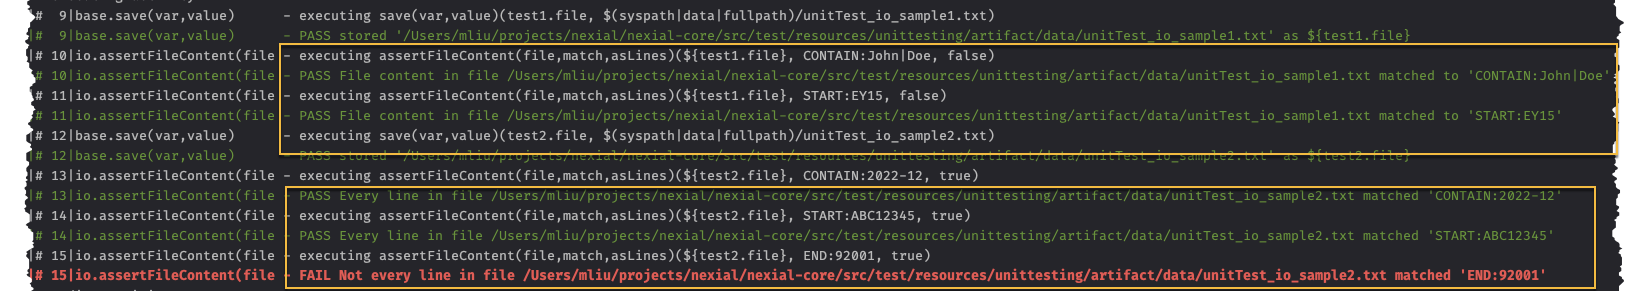 |# 9|base.save(var,value) - executing save(var,value)(test1.file, $(syspath|data|fullpath)/unitTest_io_sample1.txt)
|# 9|base.save(var,value) - PASS stored '/Users/mliu/projects/nexial/nexial-core/src/test/resources/unittesting/artifact/data/unitTest_io_sample1.txt' as ${test1.file}
|# 10|io.assertFileContent(file - executing assertFileContent(file,match,asLines)(${test1.file}, CONTAIN:John|Doe, false)
|# 10|io.assertFileContent(file - PASS File content in file /Users/mliu/projects/nexial/nexial-core/src/test/resources/unittesting/artifact/data/unitTest_io_sample1.txt matched to 'CONTAIN:John|Doe'
|# 11|io.assertFileContent(file - executing assertFileContent(file,match,asLines)(${test1.file}, START:EY15, false)
|# 11|io.assertFileContent(file - PASS File content in file /Users/mliu/projects/nexial/nexial-core/src/test/resources/unittesting/artifact/data/unitTest_io_sample1.txt matched to 'START:EY15'
|# 12|base.save(var,value) - executing save(var,value)(test2.file, $(syspath|data|fullpath)/unitTest_io_sample2.txt)
|# 12|base.save(var,value) - PASS stored '/Users/mliu/projects/nexial/nexial-core/src/test/resources/unittesting/artifact/data/unitTest_io_sample2.txt' as ${test2.file}
|# 13|io.assertFileContent(file - executing assertFileContent(file,match,asLines)(${test2.file}, CONTAIN:2022-12, true)
|# 13|io.assertFileContent(file - PASS Every line in file /Users/mliu/projects/nexial/nexial-core/src/test/resources/unittesting/artifact/data/unitTest_io_sample2.txt matched 'CONTAIN:2022-12'
|# 14|io.assertFileContent(file - executing assertFileContent(file,match,asLines)(${test2.file}, START:ABC12345, true)
|# 14|io.assertFileContent(file - PASS Every line in file /Users/mliu/projects/nexial/nexial-core/src/test/resources/unittesting/artifact/data/unitTest_io_sample2.txt matched 'START:ABC12345'
|# 15|io.assertFileContent(file - executing assertFileContent(file,match,asLines)(${test2.file}, END:92001, true)
|# 15|io.assertFileContent(file - FAIL Not every line in file /Users/mliu/projects/nexial/nexial-core/src/test/resources/unittesting/artifact/data/unitTest_io_sample2.txt matched 'END:92001'